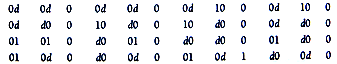 0d 0d 0 0d 0d 0 0d 10 0 0d 10 0
0d d0 0 10 d0 0 10 d0 0 0d d0 0
01 01 0 d0 01 0 d0 d0 0 01 d0 0
01 0d 0 d0 0d 0 01 0d 1 d0 0d 0